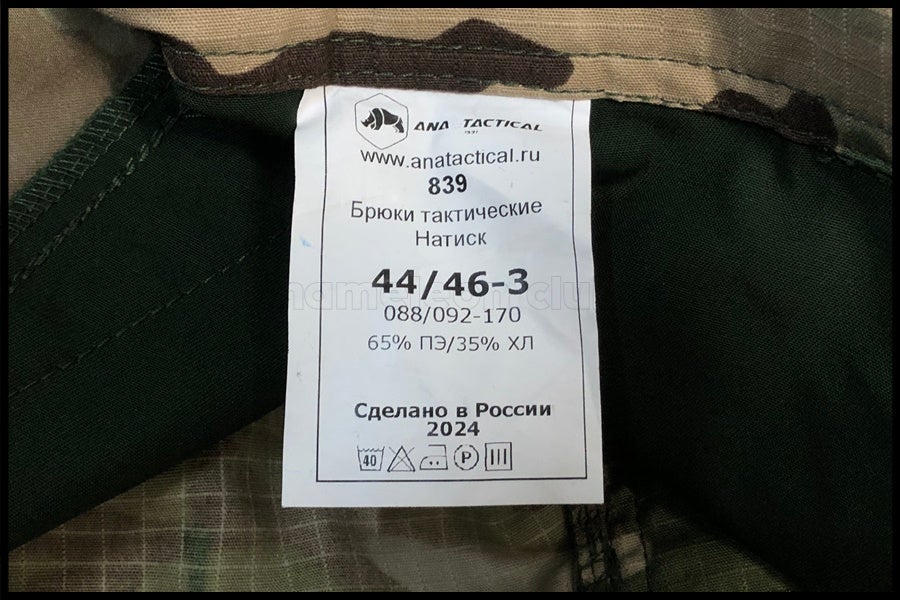 ANA TACTICAL
www.anatactical.ru
839
Брюки тактические
Натиск
44/46-3
088/092-170
65% ПЭ/35% ХЛ
Сделано в России
2024
40
P